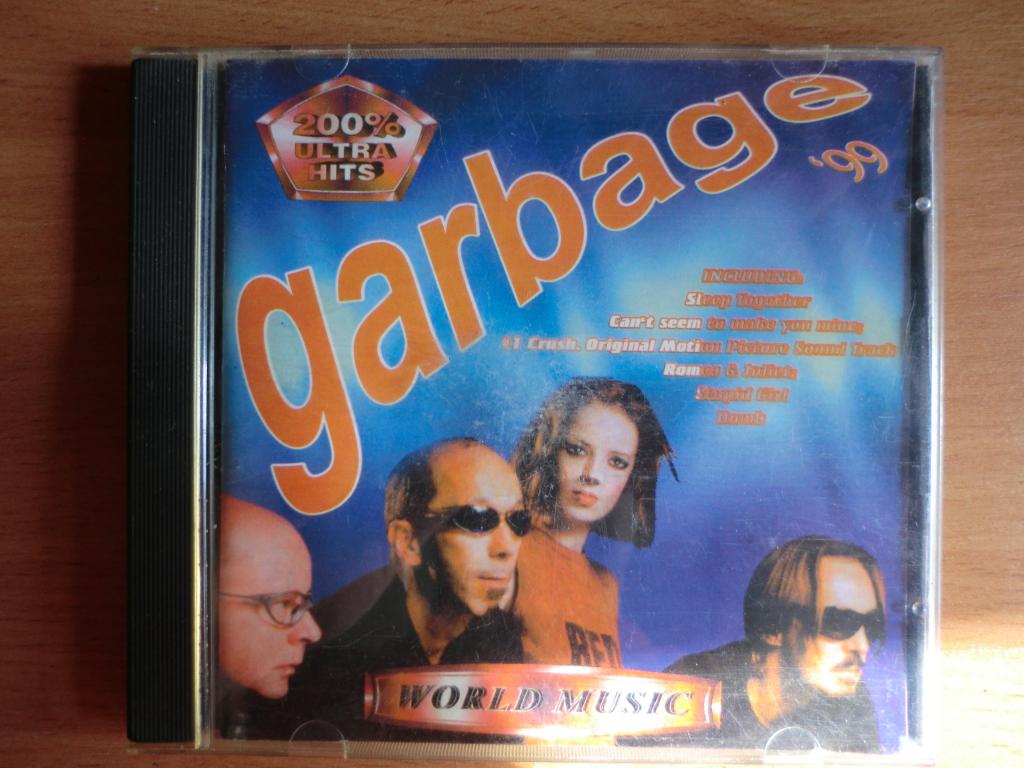 200%
ULTRA
HITS
garbage
'99
INCLUDING:
Sleep Together
Can't seem to make you mine;
#1 Crush. Original Motion Picture Sound Track
Romeo & Juliet;
Stupid Girl
Dumb
RED
WORLD MUSIC